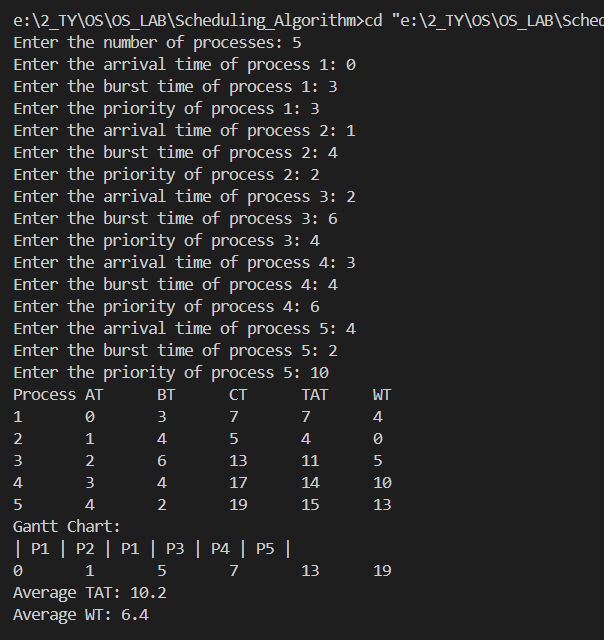 e:\2_TY\OS\OS_LAB\Scheduling_Algorithm>cd "e:\2_TY\OS\OS_LAB\Sched
Enter the number of processes: 5
Enter the arrival time of process 1: 0
Enter the burst time of process 1: 3
Enter the priority of process 1: 3
Enter the arrival time of process 2: 1
Enter the burst time of process 2: 4
Enter the priority of process 2: 2
Enter the arrival time of process 3: 2
Enter the burst time of process 3: 6
Enter the priority of process 3: 4
Enter the arrival time of process 4: 3
Enter the burst time of process 4: 4
Enter the priority of process 4: 6
Enter the arrival time of process 5: 4
Enter the burst time of process 5: 2
Enter the priority of process 5: 10
Process AT      BT      CT      TAT     WT
1       0       3       7       7       4
2       1       4       5       4       0
3       2       6       13      11      5
4       3       4       17      14      10
5       4       2       19      15      13
Gantt Chart:
| P1 | P2 | P1 | P3 | P4 | P5 |
0       1       5       7       13      19
Average TAT: 10.2
Average WT: 6.4